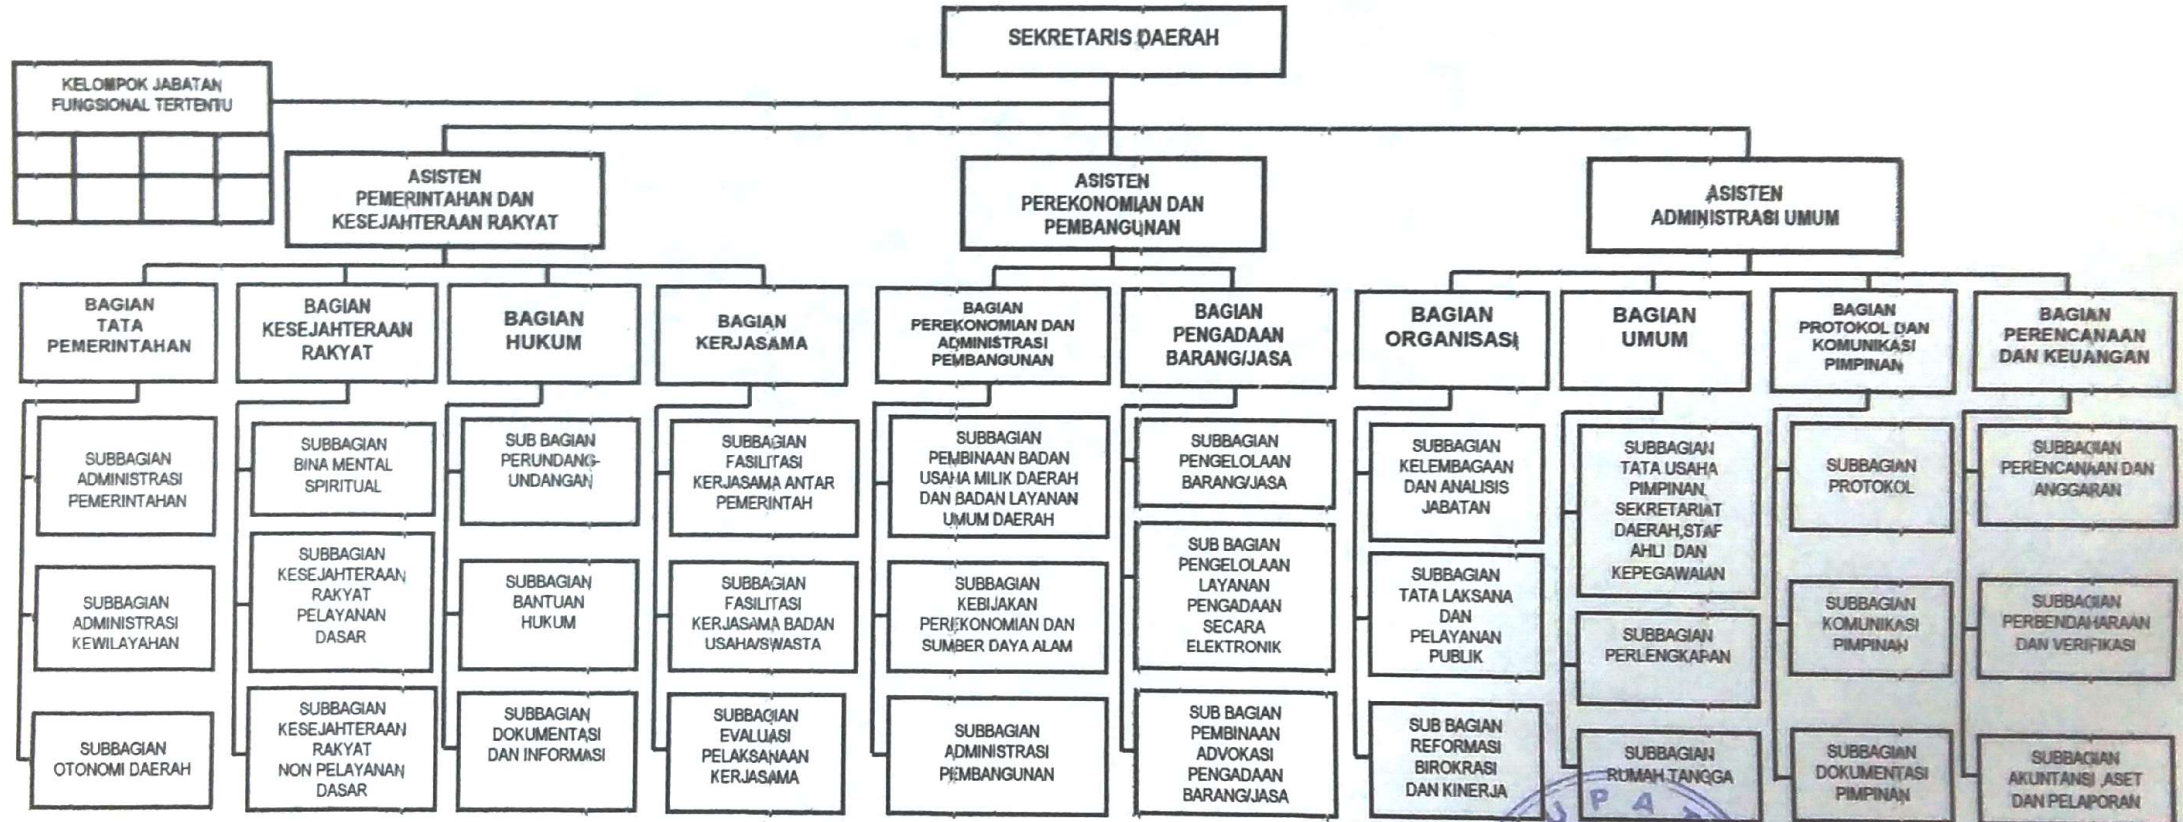 SEKRETARIS DAERAH
KELOMPOK JABATAN
FUNGSIONAL TERTENTU
ASISTEN
PEMERINTAHAN DAN
KESEJAHTERAAN RAKYAT
ASISTEN
PEREKONOMIAN DAN
PEMBANGUNAN
ASISTEN
ADMINISTRASI UMUM
BAGIAN
TATA
PEMERINTAHAN
BAGIAN
KESEJAHTERAAN
RAKYAT
BAGIAN
HUKUM
BAGIAN
KERJASAMA
BAGIAN
PEREKONOMIAN DAN
ADMINISTRASI
PEMBANGUNAN
BAGIAN
PENGADAAN
BARANG/JASA
BAGIAN
ORGANISASI
BAGIAN
UMUM
BAGIAN
PROTOKOL DAN
KOMUNIKASI
PIMPINAN
BAGIAN
PERENCANAAN
DAN KEUANGAN
SUBBAGIAN
ADMINISTRASI
PEMERINTAHAN
SUBBAGIAN
BINA MENTAL
SPIRITUAL
SUB BAGIAN
PERUNDANG-
UNDANGAN
SUBBAGIAN
FASILITASI
KERJASAMA ANTAR
PEMERINTAH
SUBBAGIAN
PEMBINAAN BADAN
USAHA MILIK DAERAH
DAN BADAN LAYANAN
UMUM DAERAH
SUBBAGIAN
PENGELOLAAN
BARANG/JASA
SUBBAGIAN
KELEMBAGAAN
DAN ANALISIS
JABATAN
SUBBAGIAN
TATA USAHA
PIMPINAN,
SEKRETARIAT
DAERAH,STAF
AHLI DAN
KEPEGAWAIAN
SUBBAGIAN
PROTOKOL
SUBBAGIAN
PERENCANAAN DAN
ANGGARAN
SUBBAGIAN
ADMINISTRASI
KEWILAYAHAN
SUBBAGIAN
KESEJAHTERAAN
RAKYAT
PELAYANAN
DASAR
SUBBAGIAN
BANTUAN
HUKUM
SUBBAGIAN
FASILITASI
KERJASAMA BADAN
USAHA/SWASTA
SUBBAGIAN
KEBIJAKAN
PEREKONOMIAN DAN
SUMBER DAYA ALAM
SUB BAGIAN
PENGELOLAAN
LAYANAN
PENGADAAN
SECARA
ELEKTRONIK
SUBBAGIAN
TATA LAKSANA
DAN
PELAYANAN
PUBLIK
SUBBAGIAN
PERLENGKAPAN
SUBBAGIAN
KOMUNIKASI
PIMPINAN
SUBBAGIAN
PERBENDAHARAAN
DAN VERIFIKASI
SUBBAGIAN
OTONOMI DAERAH
SUBBAGIAN
KESEJAHTERAAN
RAKYAT
NON PELAYANAN
DASAR
SUBBAGIAN
DOKUMENTASI
DAN INFORMASI
SUBBAGIAN
EVALUASI
PELAKSANAAN
KERJASAMA
SUBBAGIAN
ADMINISTRASI
PEMBANGUNAN
SUB BAGIAN
PEMBINAAN
ADVOKASI
PENGADAAN
BARANG/JASA
SUB BAGIAN
REFORMASI
BIROKRASI
DAN KINERJA
SUBBAGIAN
RUMAH TANGGA
SUBBAGIAN
DOKUMENTASI
PIMPINAN
SUBBAGIAN
AKUNTANSI ,ASET
DAN PELAPORAN